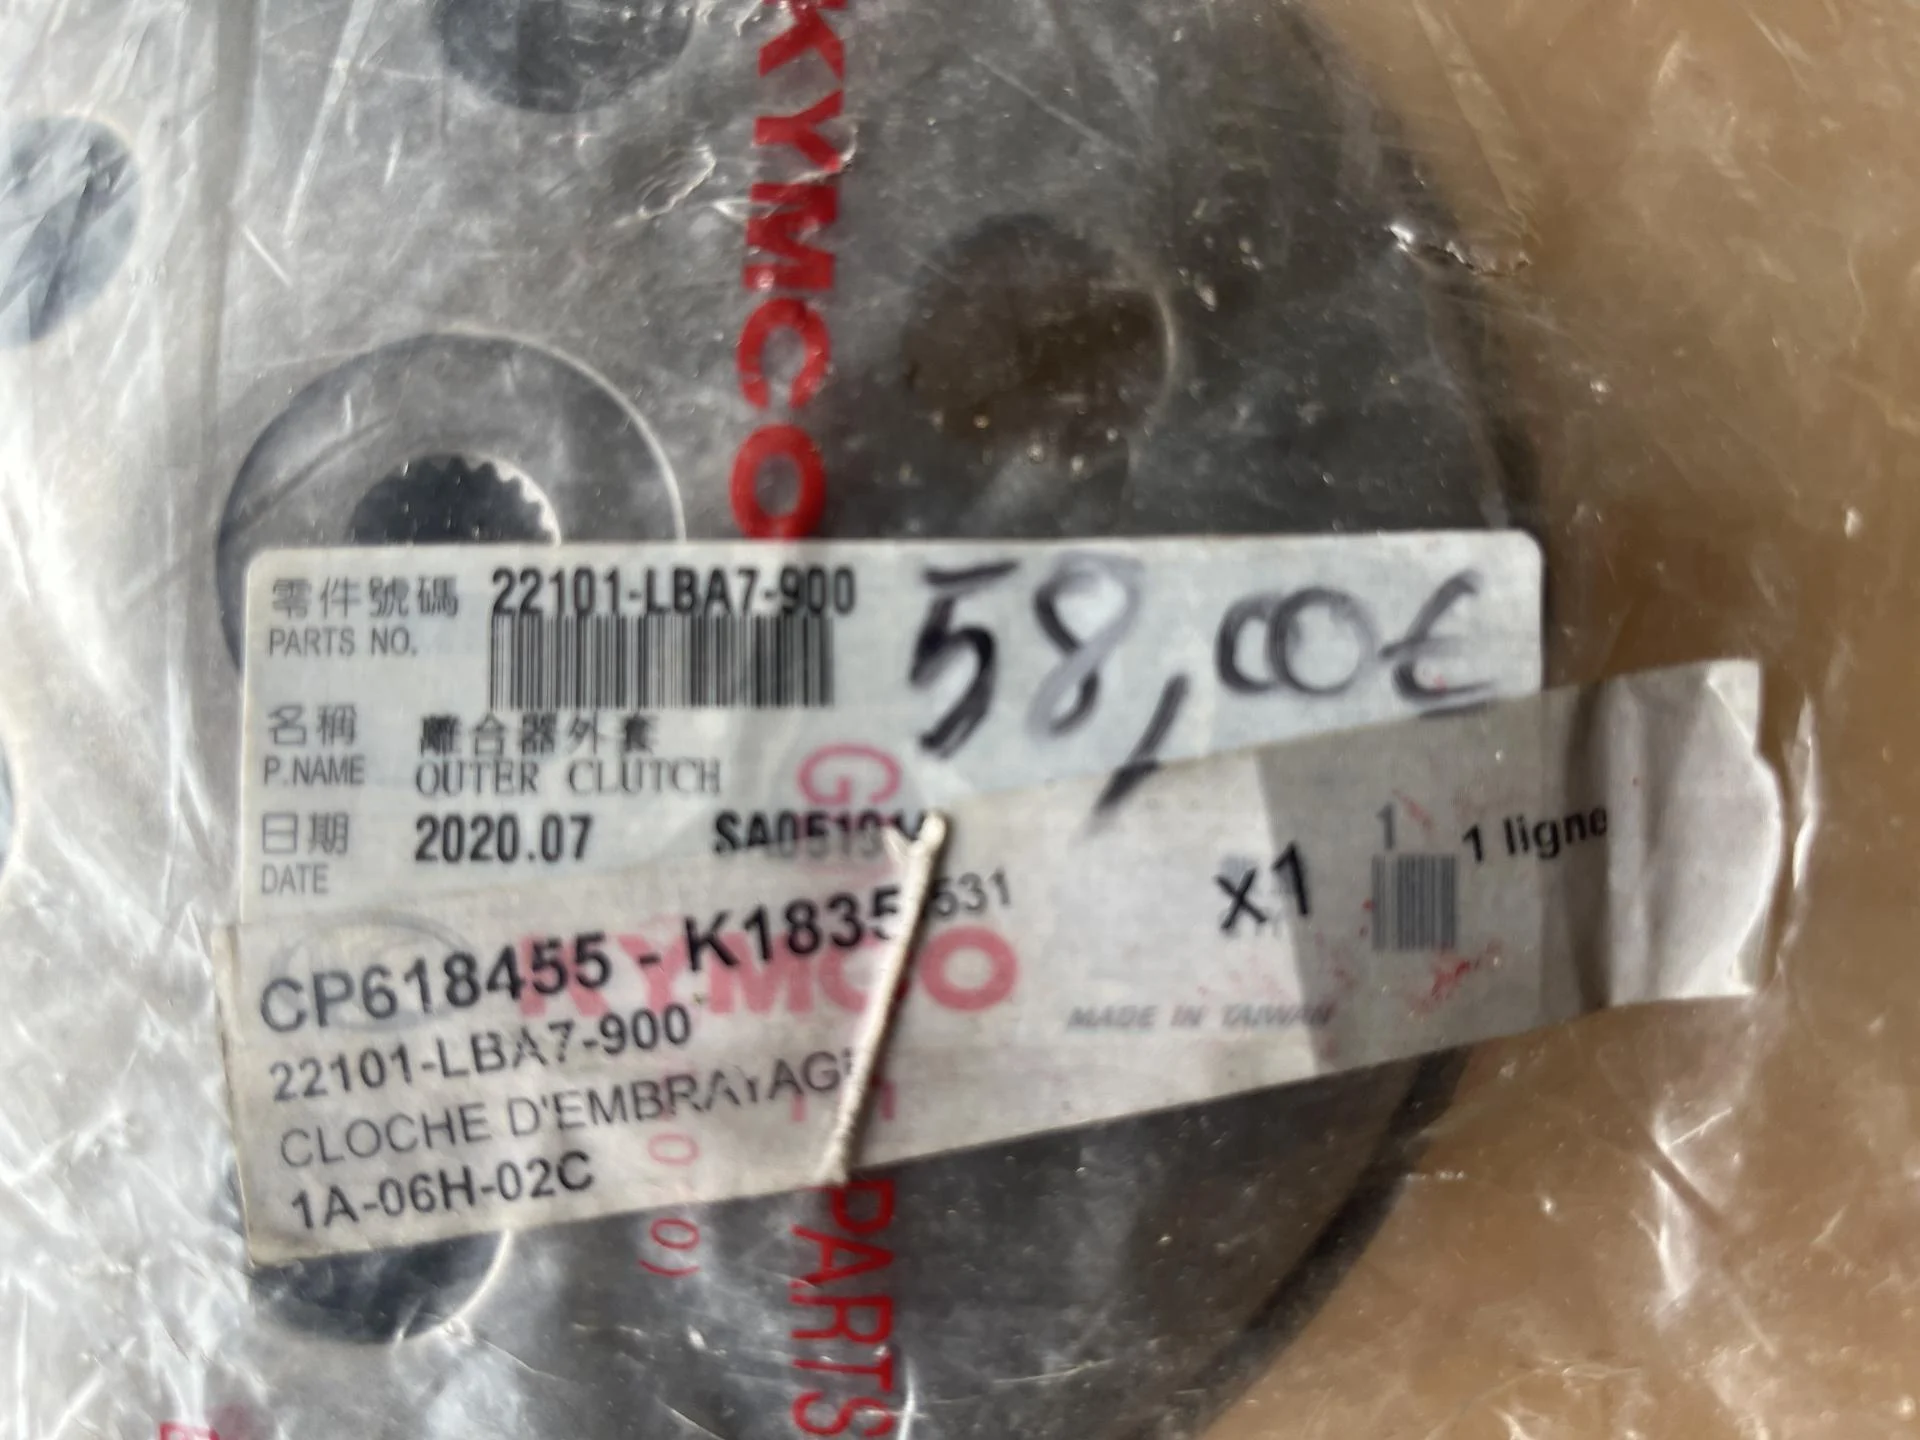 KYMCO
零件號碼 22101-LBA7-900
PARTS NO.
58,00€
名稱 離合器外套
P.NAME OUTER CLUTCH
日期 2020.07
DATE
CP618455 - K1835
531
x1
1
1 ligne
22101-LBA7-900
KYMCO
MADE IN TAIWAN
CLOCHE D'EMBRAYAGE
1A-06H-02C
PARTS